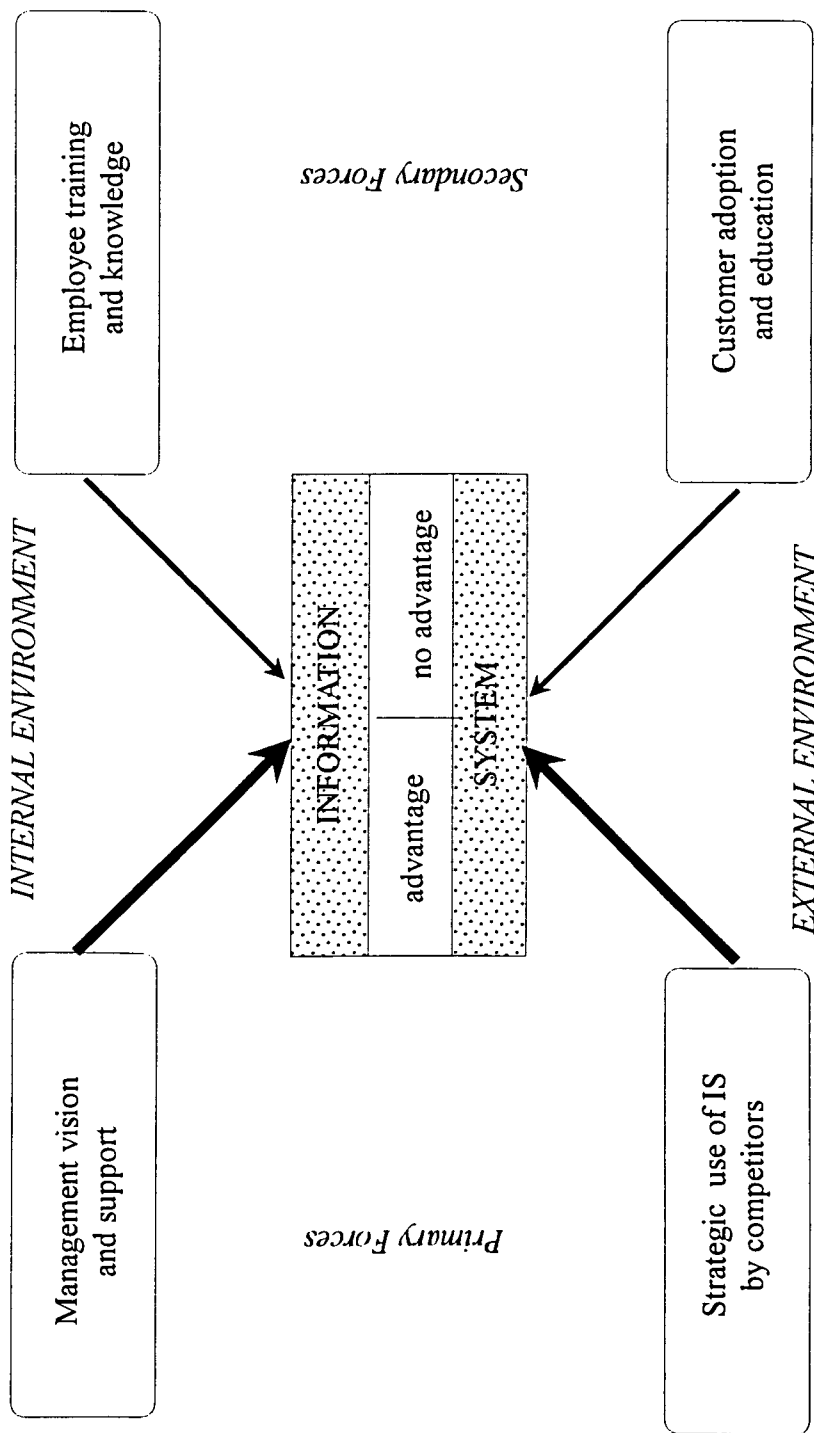 INTERNAL ENVIRONMENT
Management vision
and support
Employee training
and knowledge
Primary Forces
INFORMATION
advantage
no advantage
SYSTEM
Secondary Forces
Strategic use of IS
by competitors
Customer adoption
and education
EXTERNAL ENVIRONMENT